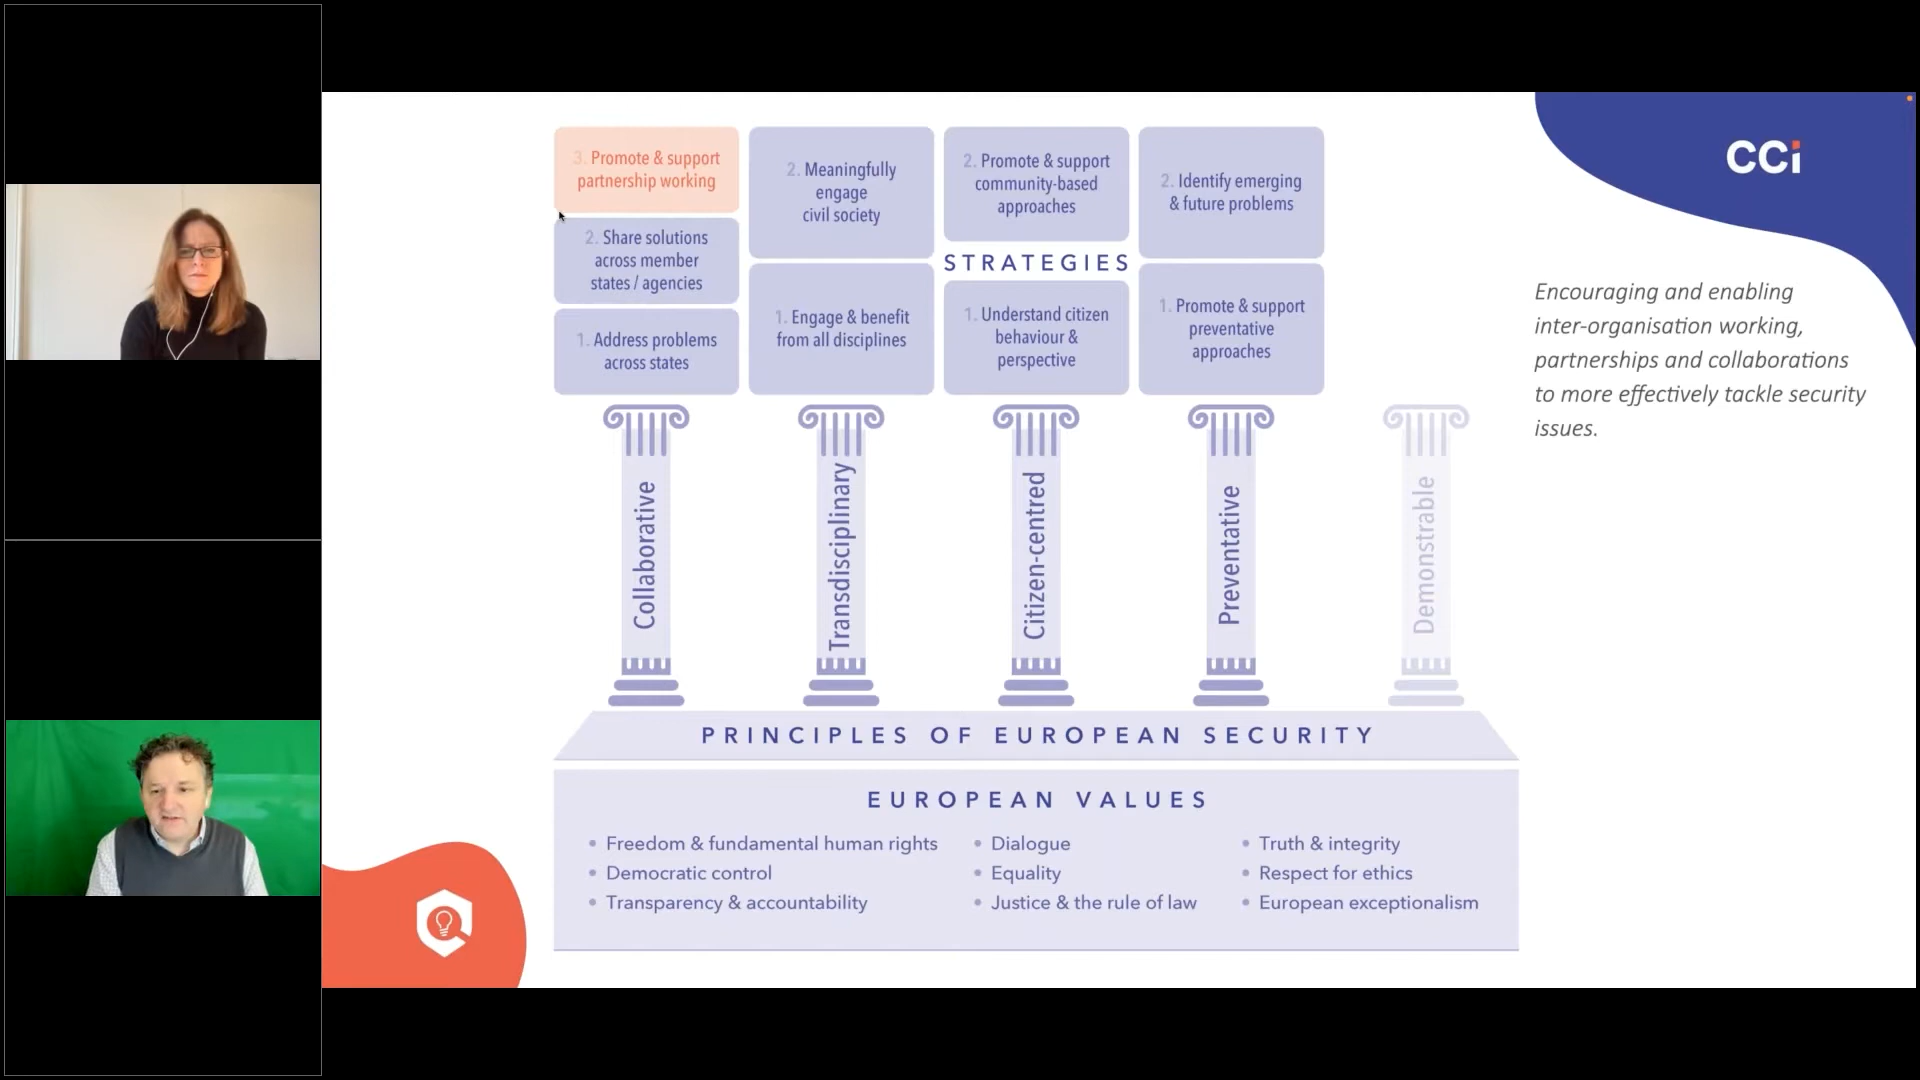 CCi
3. Promote & support
partnership working
2. Share solutions
across member
states / agencies
1. Address problems
across states
2. Meaningfully
engage
civil society
1. Engage & benefit
from all disciplines
2. Promote & support
community-based
approaches
STRATEGIES
1. Understand citizen
behaviour &
perspective
2. Identify emerging
& future problems
1. Promote & support
preventative
approaches
Encouraging and enabling
inter-organisation working,
partnerships and collaborations
to more effectively tackle security
issues.
Collaborative
Transdisciplinary
Citizen-centred
Preventative
Demonstrable
PRINCIPLES OF EUROPEAN SECURITY
EUROPEAN VALUES
• Freedom & fundamental human rights
• Democratic control
• Transparency & accountability
• Dialogue
• Equality
• Justice & the rule of law
• Truth & integrity
• Respect for ethics
• European exceptionalism